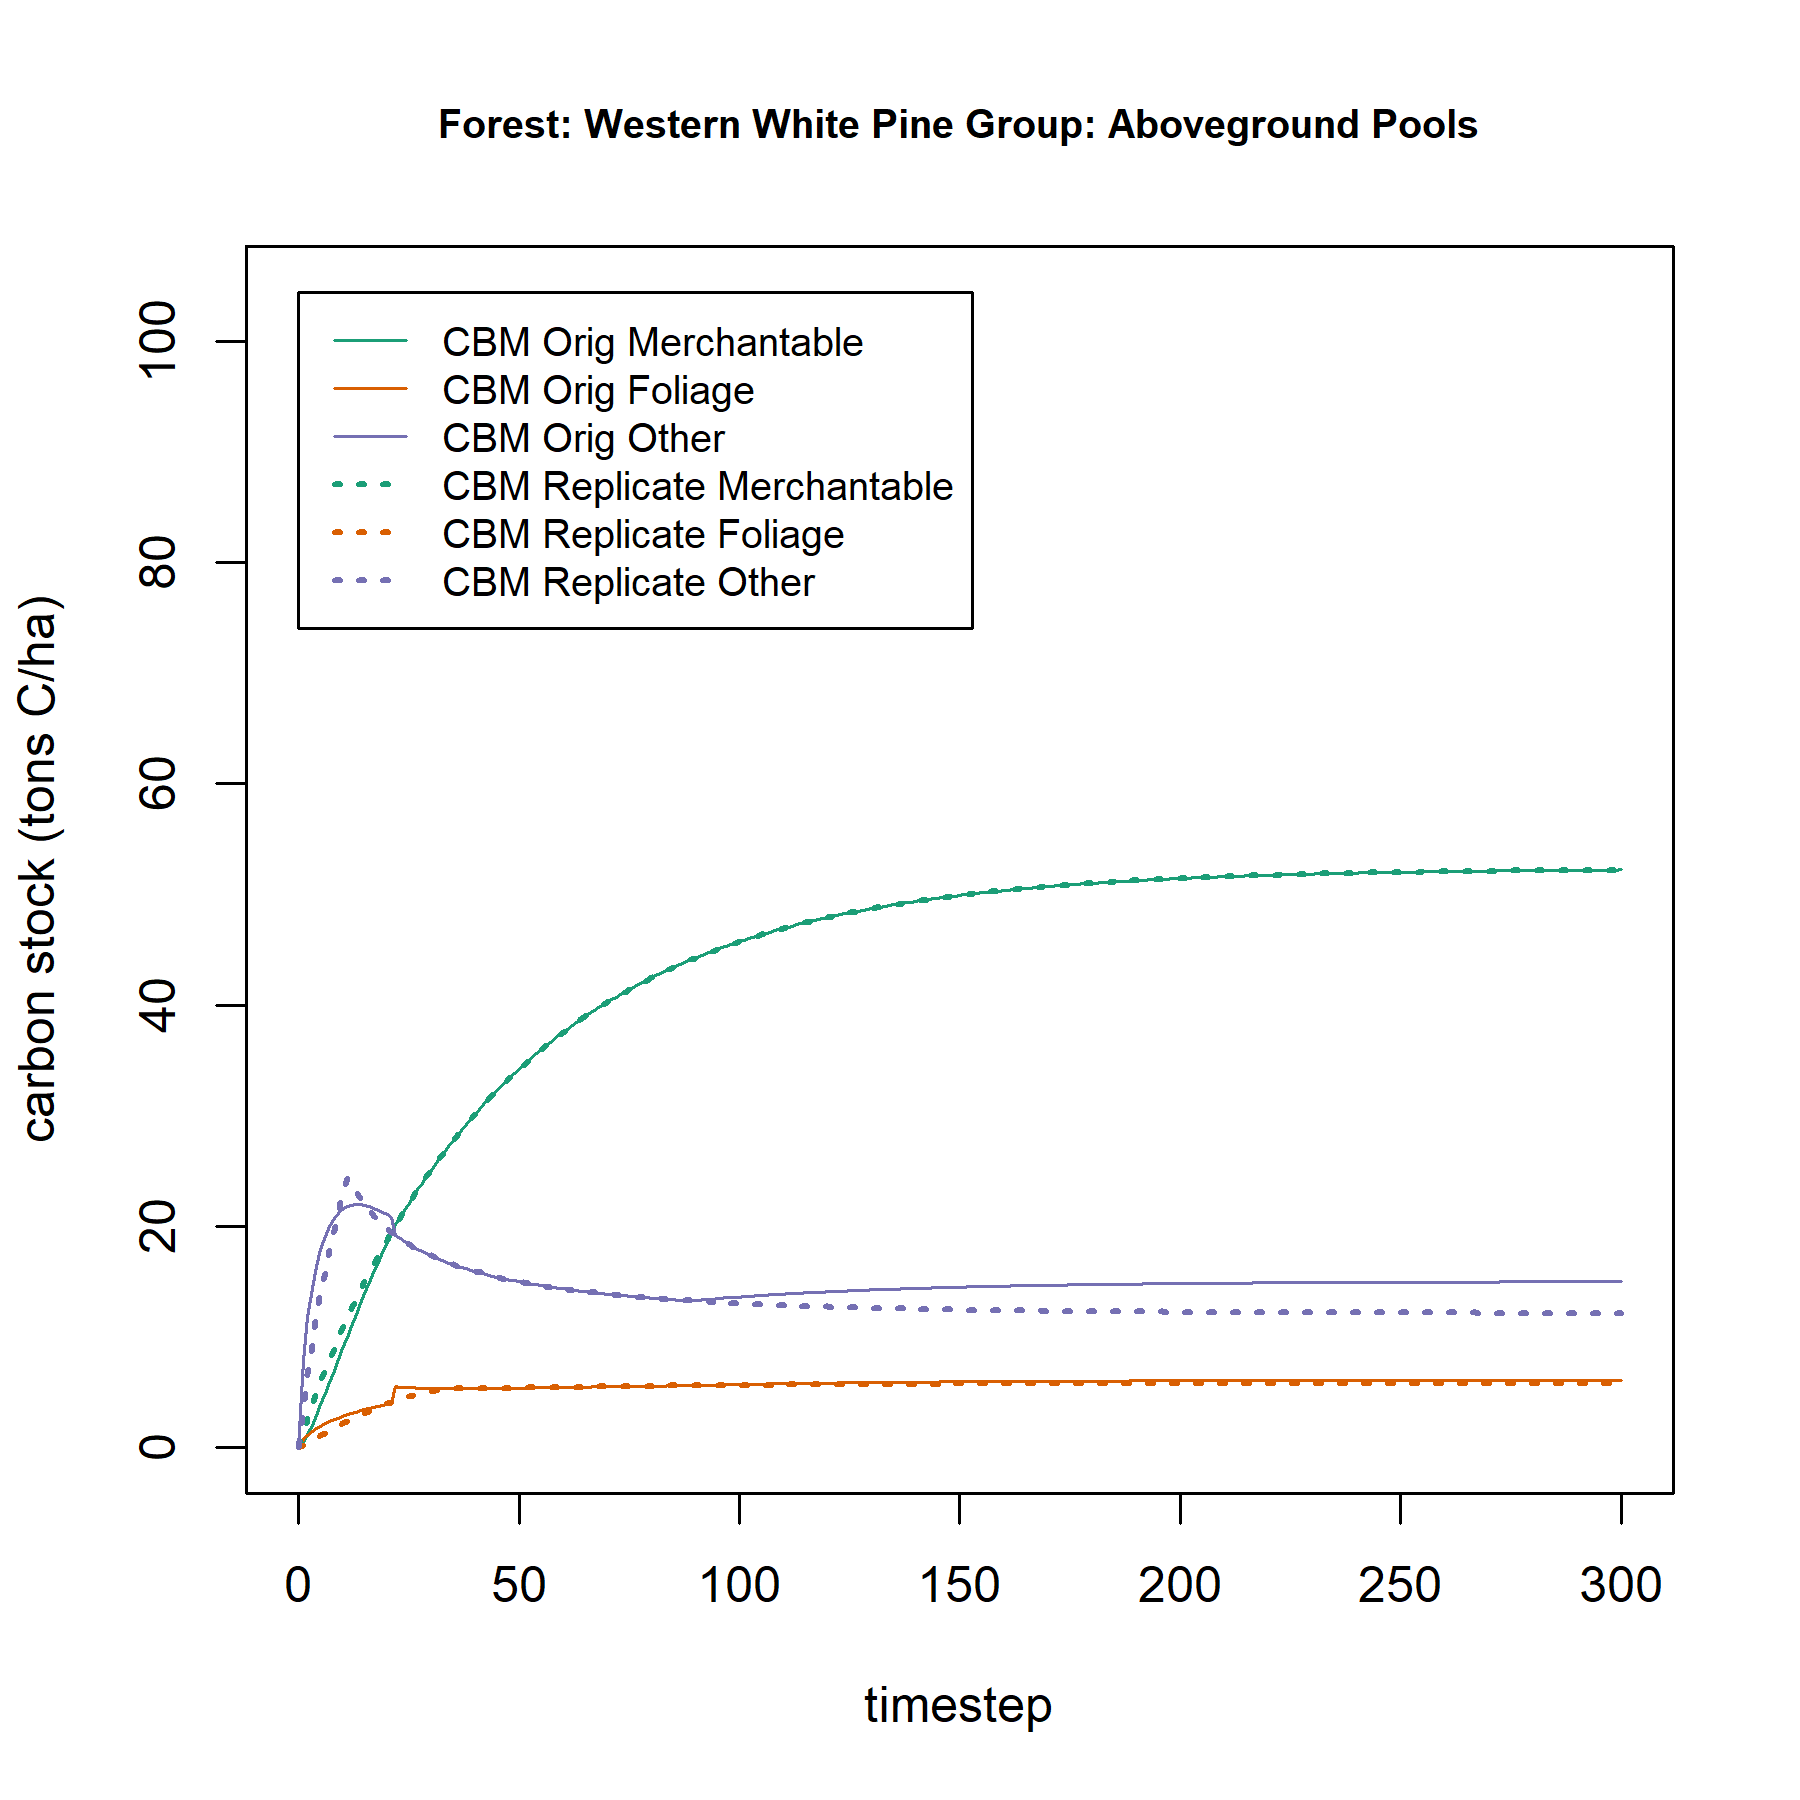 Forest: Western White Pine Group: Aboveground Pools
CBM Orig Merchantable
CBM Orig Foliage
CBM Orig Other
CBM Replicate Merchantable
CBM Replicate Foliage
CBM Replicate Other
carbon stock (tons C/ha)
100
80
60
40
20
0
0 50 100 150 200 250 300
timestep